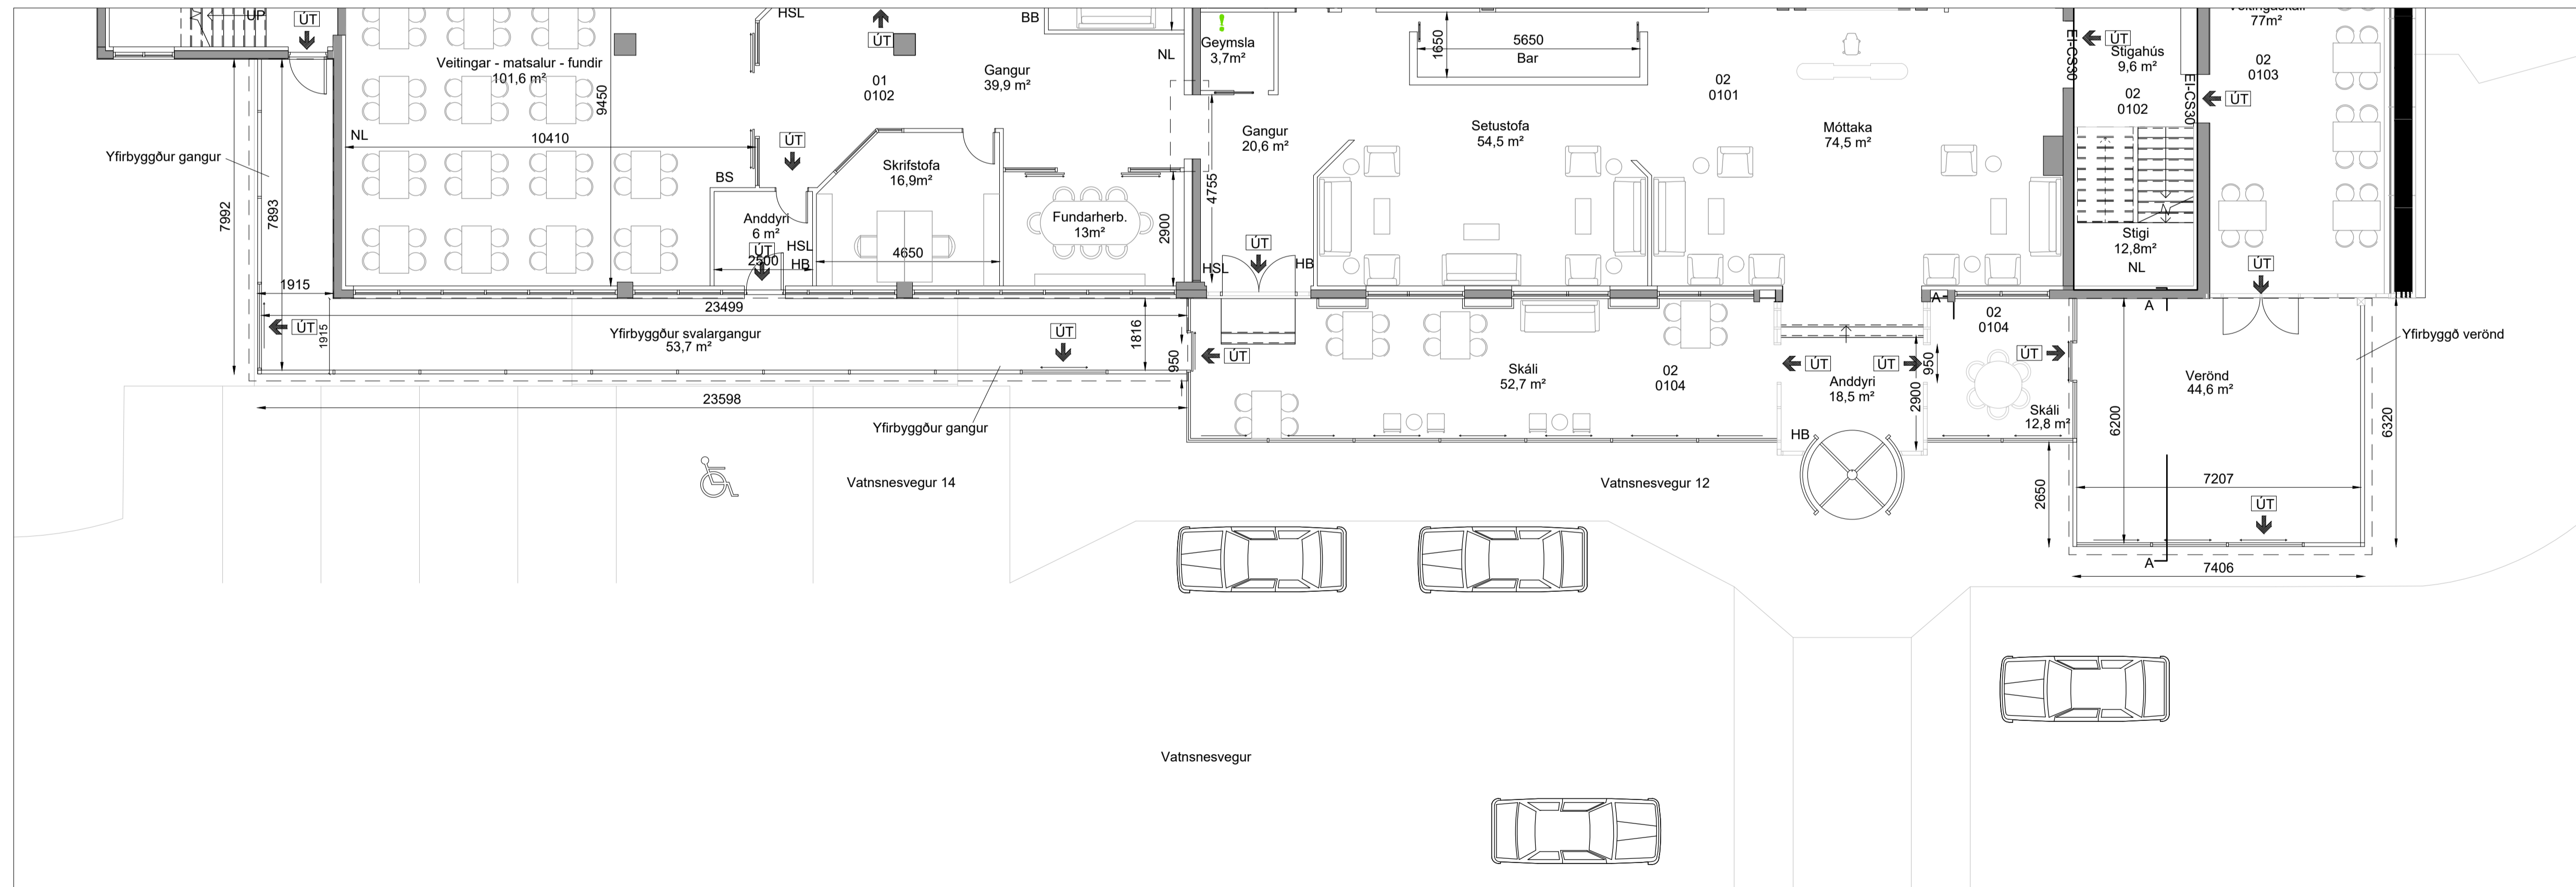 UP
ÚT
HSL
ÚT
BB
NL
Geymsla
3,7m²
1650
5650
Bar
EI-CS30
ÚT
Stigahús
9,6 m²
77m²
Veitingar - matsalur - fundir
101,6 m²
9450
01
0102
Gangur
39,9 m²
02
0101
02
0102
EI-CS30
ÚT
02
0103
Yfirbyggður gangur
NL
10410
ÚT
BS
Skrifstofa
16,9m²
Gangur
20,6 m²
Setustofa
54,5 m²
Móttaka
74,5 m²
7992
7893
Anddyri
6 m²
HSL
ÚT
2500
HB
4650
Fundarherb.
13m²
2900
4755
ÚT
HSL
HB
Stigi
12,8m²
NL
ÚT
1915
23499
ÚT
1915
Yfirbyggður svalargangur
53,7 m²
ÚT
1816
950
ÚT
A
02
0104
A
Yfirbyggð verönd
Skáli
52,7 m²
02
0104
ÚT
ÚT
950
ÚT
Anddyri
18,5 m²
2900
Verönd
44,6 m²
23598
Yfirbyggður gangur
HB
Skáli
12,8 m²
6200
6320
Vatnsnesvegur 14
Vatnsnesvegur 12
2650
7207
ÚT
A
7406
Vatnsnesvegur